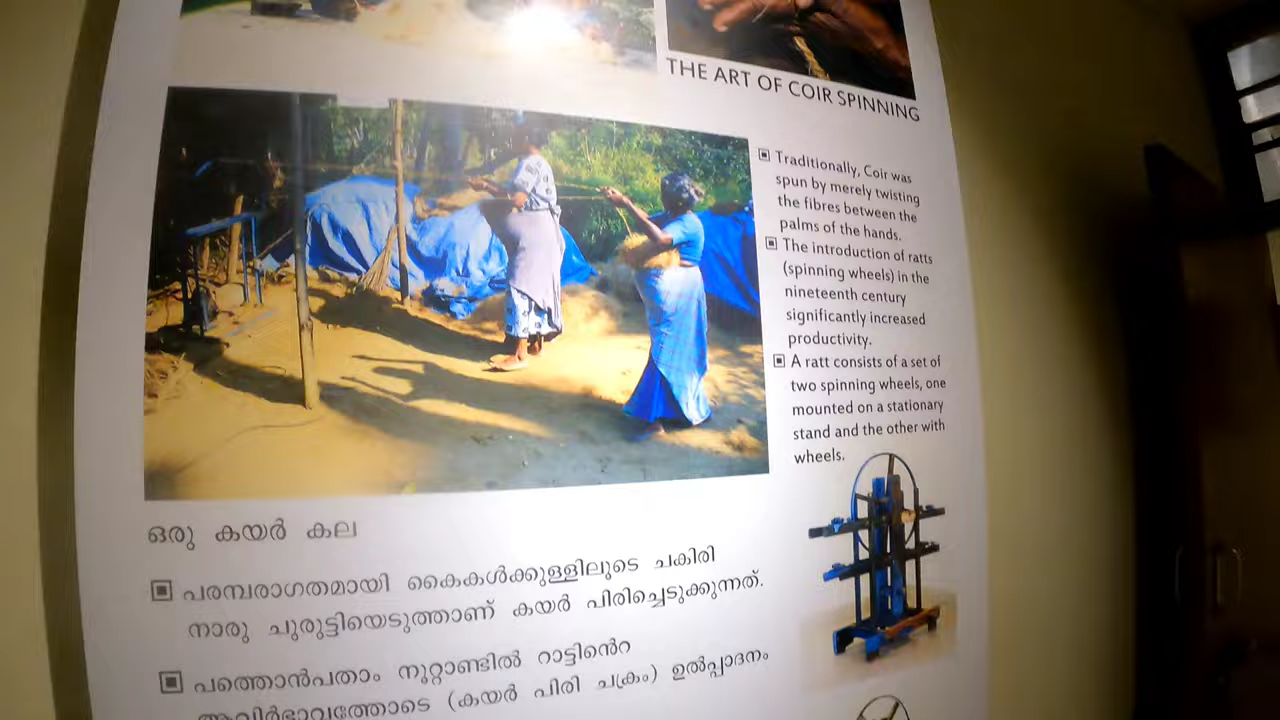 THE ART OF COIR SPINNING
Traditionally, Coir was
spun by merely twisting
the fibres between the
palms of the hands.
The introduction of ratts
(spinning wheels) in the
nineteenth century
significantly increased
productivity.
A ratt consists of a set of
two spinning wheels, one
mounted on a stationary
stand and the other with
wheels.
ഒരു കയർ കല
പരമ്പരാഗതമായി കൈകൾക്കുള്ളിലൂടെ ചകിരി
നാരു ചുരുട്ടിയെടുത്താണ് കയർ പിരിച്ചെടുക്കുന്നത്.
പത്തൊൻപതാം നൂറ്റാണ്ടിൽ റാട്ടിൻെറ
ആവിർഭാവത്തോടെ (കയർ പിരി ചക്രം) ഉൽപ്പാദനം